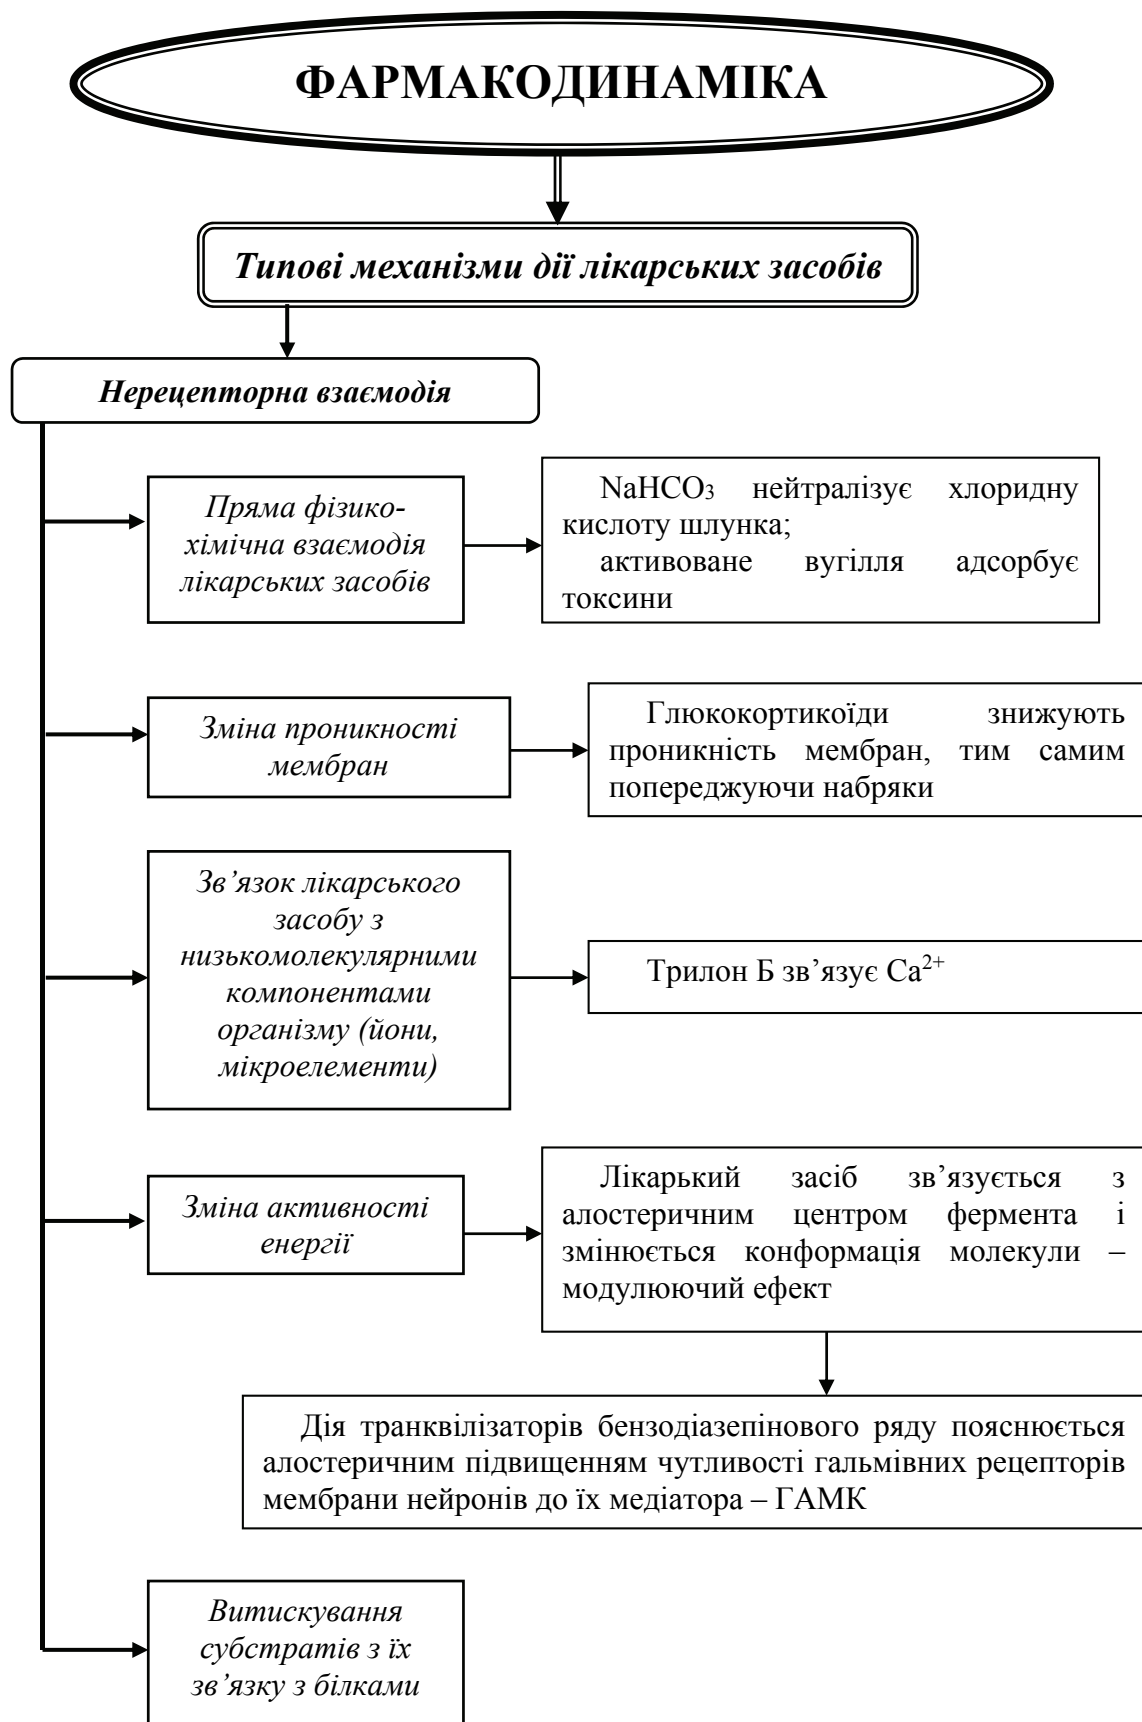 ФАРМАКОДИНАМІКА
Типові механізми дії лікарських засобів
Нерецепторна взаємодія
Пряма фізико-
хімічна взаємодія
лікарських засобів
NaHCO₃ нейтралізує хлоридну
кислоту шлунка;
активоване вугілля адсорбує
токсини
Зміна проникності
мембран
Глюкокортикоїди знижують
проникність мембран, тим самим
попереджуючи набряки
Зв’язок лікарського
засобу з
низькомолекулярними
компонентами
організму (йони,
мікроелементи)
Трилон Б зв’язує Ca²⁺
Зміна активності
енергії
Лікарький засіб зв’язується з
алостеричним центром фермента і
змінюється конформація молекули –
модулюючий ефект
Дія транквілізаторів бензодіазепінового ряду пояснюється
алостеричним підвищенням чутливості гальмівних рецепторів
мембрани нейронів до їх медіатора – ГАМК
Витискування
субстратів з їх
зв’язку з білками